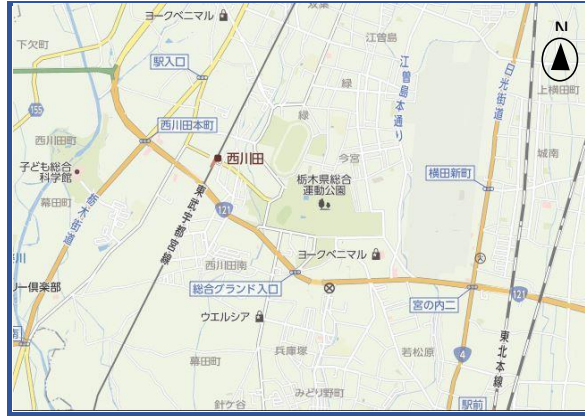 ヨークベニマル
双葉
下欠町
江曽島
N
駅入口
緑
江曽島本通り
日光街道
上横田町
155
緑
西川田町
西川田本町
西川田
今宮
城南
子ども総合
科学館
栃木県総合
運動公園
横田新町
幕田町
栃木街道
東武宇都宮線
121
ヨークベニマル
西川田南
リー倶楽部
総合グランド入口
宮の内二
121
ウエルシア
兵庫塚
若松原
幕田町
4
東北本線
みどり野町
針ケ谷
駅前